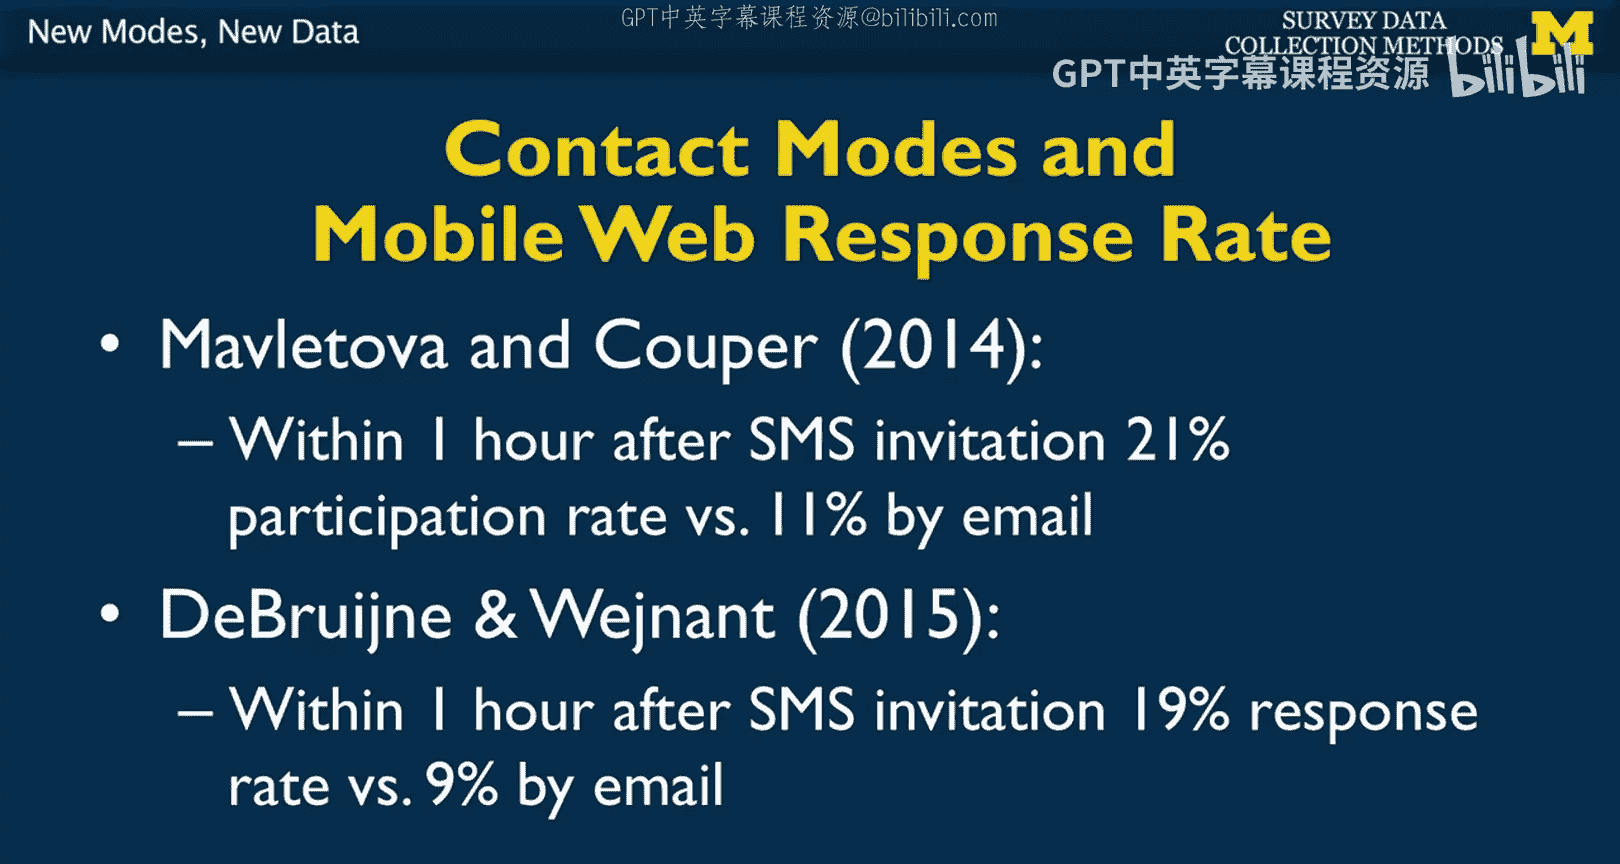 New Modes, New Data
GPT中英字幕课程资源@bilibili.com
SURVEY DATA
COLLECTION METHODS
M
GPT中英字幕课程资源 bilibili
Contact Modes and
Mobile Web Response Rate
• Mavletova and Couper (2014):
– Within 1 hour after SMS invitation 21%
participation rate vs. 11% by email
• DeBruijne & Wejnant (2015):
– Within 1 hour after SMS invitation 19% response
rate vs. 9% by email